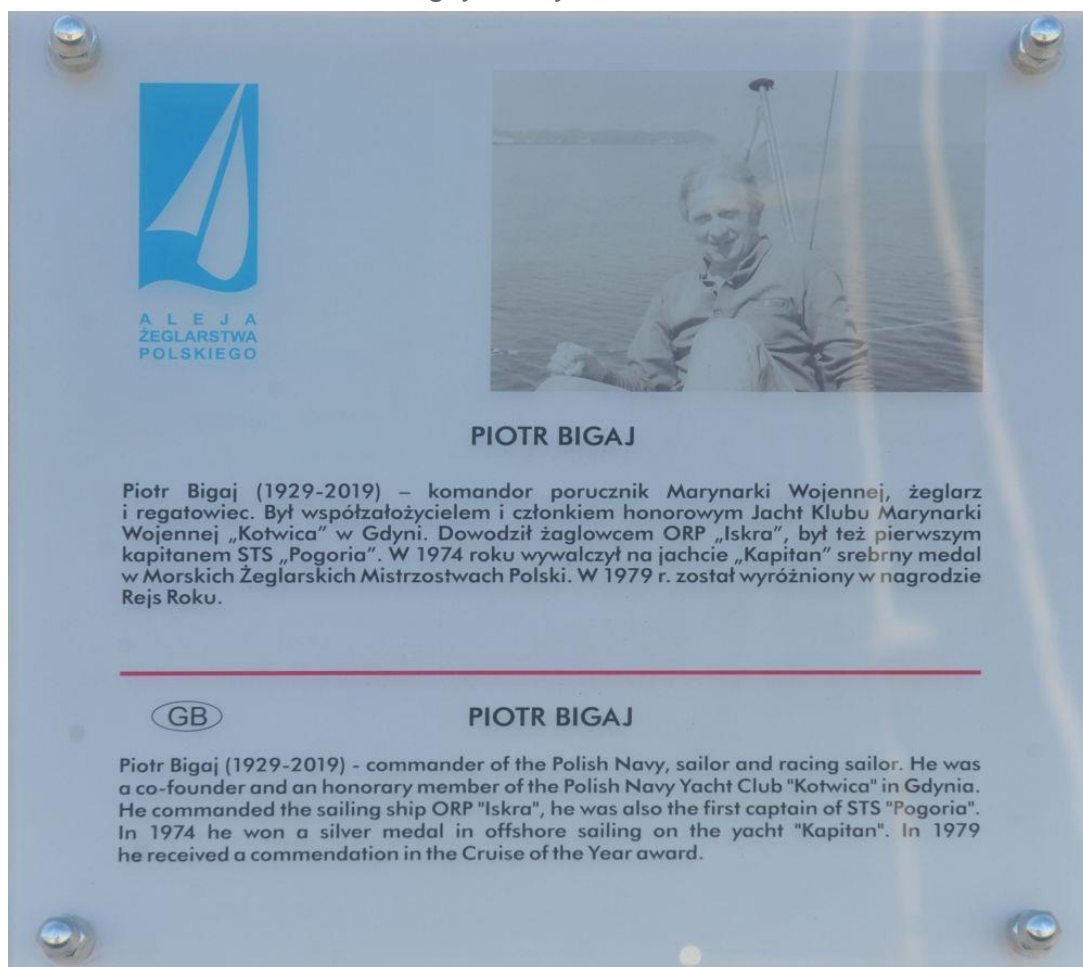 A L E J A
ŻEGLARSTWA
POLSKIEGO
PIOTR BIGAJ
Piotr Bigaj (1929-2019) – komandor porucznik Marynarki Wojennej, żeglarz
i regatowiec. Był współzałożycielem i członkiem honorowym Jacht Klubu Marynarki
Wojennej „Kotwica” w Gdyni. Dowodził żaglowcem ORP „Iskra”, był też pierwszym
kapitanem STS „Pogoria”. W 1974 roku wywalczył na jachcie „Kapitan” srebrny medal
w Morskich Żeglarskich Mistrzostwach Polski. W 1979 r. został wyróżniony w nagrodzie
Rejs Roku.
GB
PIOTR BIGAJ
Piotr Bigaj (1929-2019) - commander of the Polish Navy, sailor and racing sailor. He was
a co-founder and an honorary member of the Polish Navy Yacht Club "Kotwica" in Gdynia.
He commanded the sailing ship ORP "Iskra", he was also the first captain of STS "Pogoria".
In 1974 he won a silver medal in offshore sailing on the yacht "Kapitan". In 1979
he received a commendation in the Cruise of the Year award.